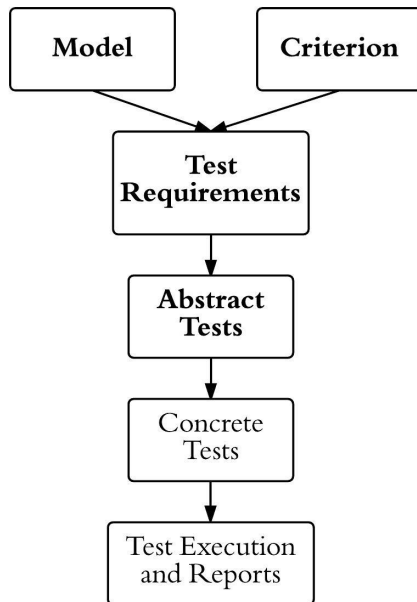 Model
Criterion
Test
Requirements
Abstract
Tests
Concrete
Tests
Test Execution
and Reports